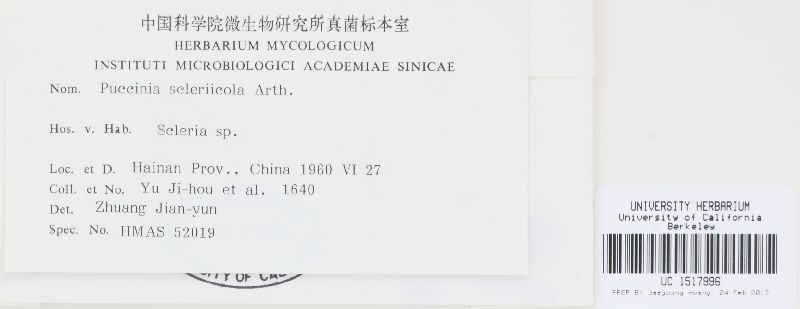 中国科学院微生物研究所真菌标本室
HERBARIUM MYCOLOGICUM
INSTITUTI MICROBIOLOGICI ACADEMIAE SINICAE
Nom. Puccinia scleriicola Arth.
Hos. v. Hab. Scleria sp.
Loc. et D. Hainan Prov., China 1960 VI 27
Coll. et No. Yu Ji-hou et al. 1640
Det. Zhuang Jian-yun
Spec. No. HMAS 52019
UNIVERSITY HERBARIUM
University of California
Berkeley
UC 1517996
PREP BY Jaeyoung Hwang, 24 Feb 2017